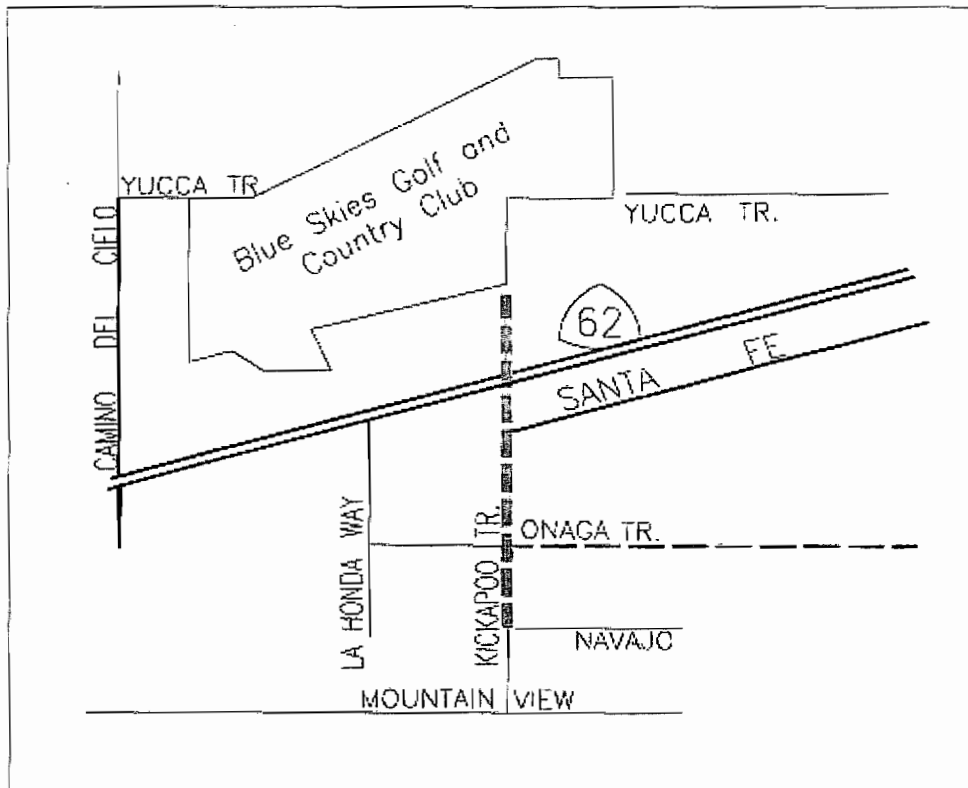 YUCCA TR
Blue Skies Golf and
Country Club
YUCCA TR.
CAMINO DEL CIELO
62
SANTA FE
ONAGA TR.
LA HONDA WAY
KICKAPOO TR.
NAVAJO
MOUNTAIN VIEW